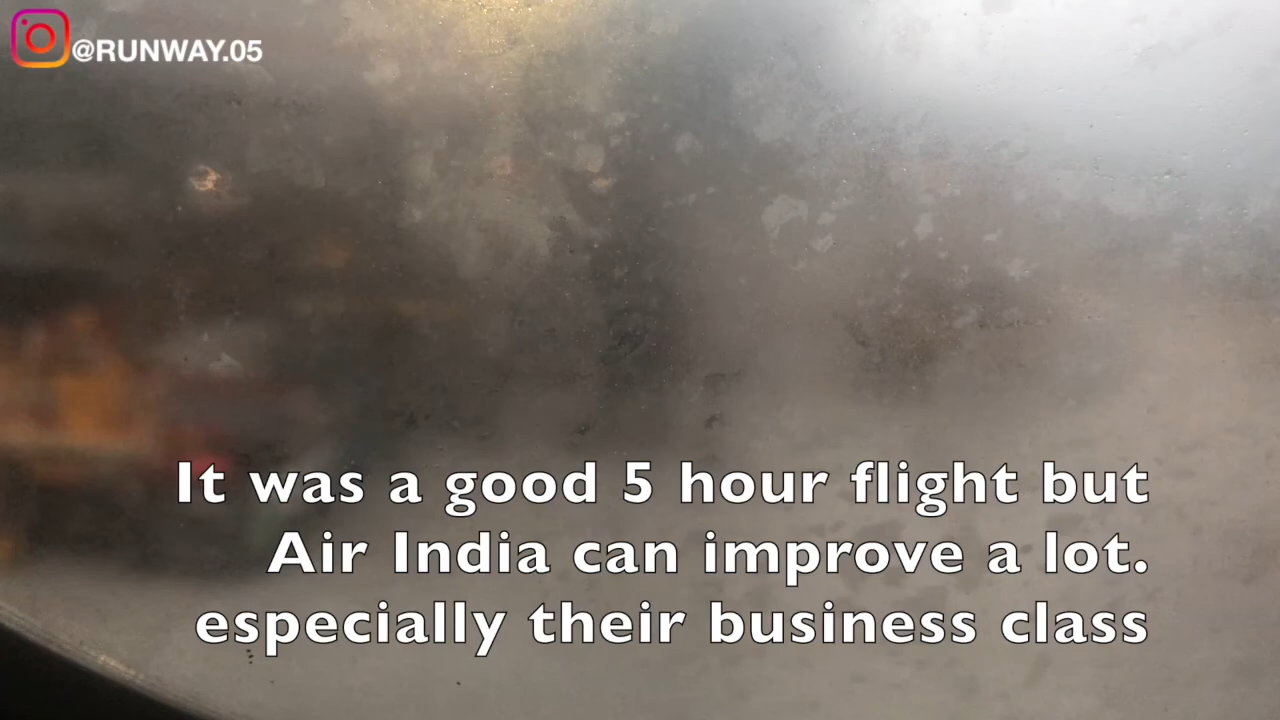 @RUNWAY.05
It was a good 5 hour flight but
Air India can improve a lot.
especially their business class